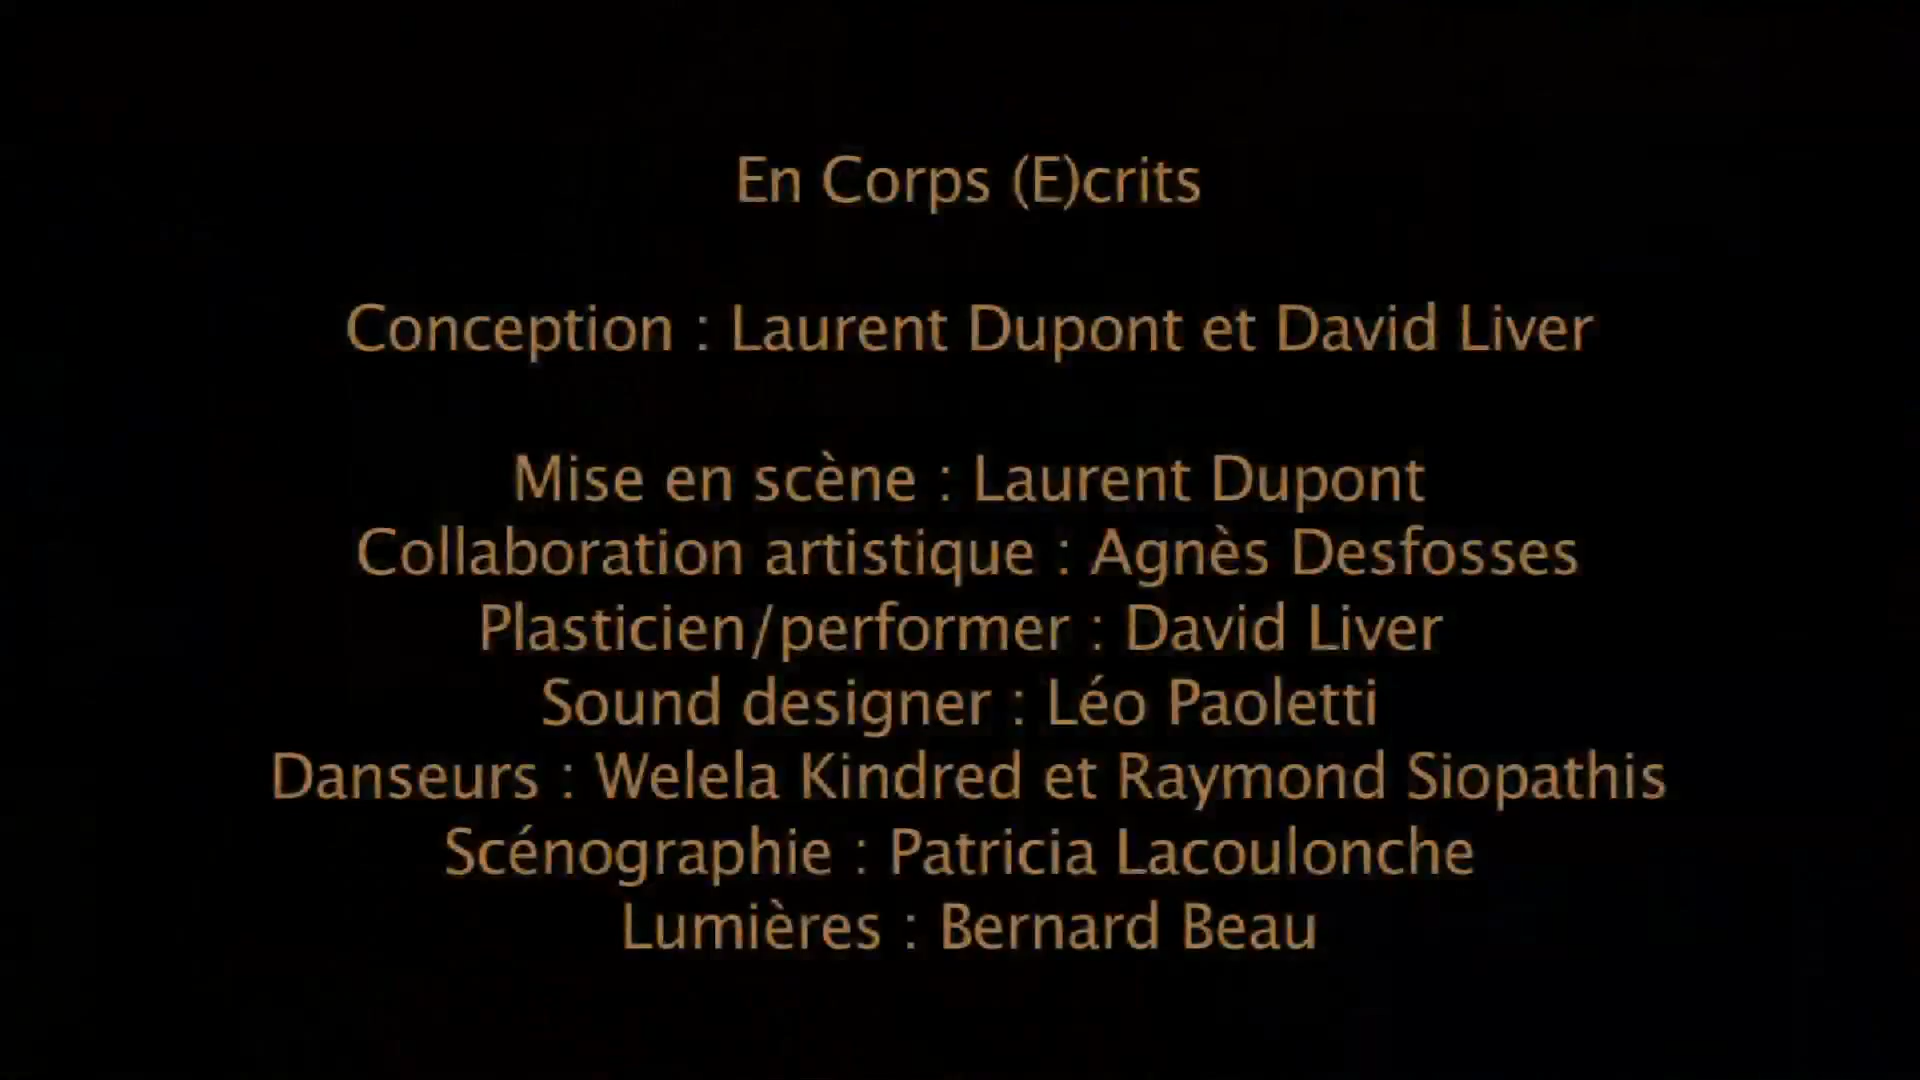 En Corps (E)crits
Conception : Laurent Dupont et David Liver
Mise en scène : Laurent Dupont
Collaboration artistique : Agnès Desfosses
Plasticien/performer : David Liver
Sound designer : Léo Paoletti
Danseurs : Welela Kindred et Raymond Siopathis
Scénographie : Patricia Lacoulonche
Lumières : Bernard Beau